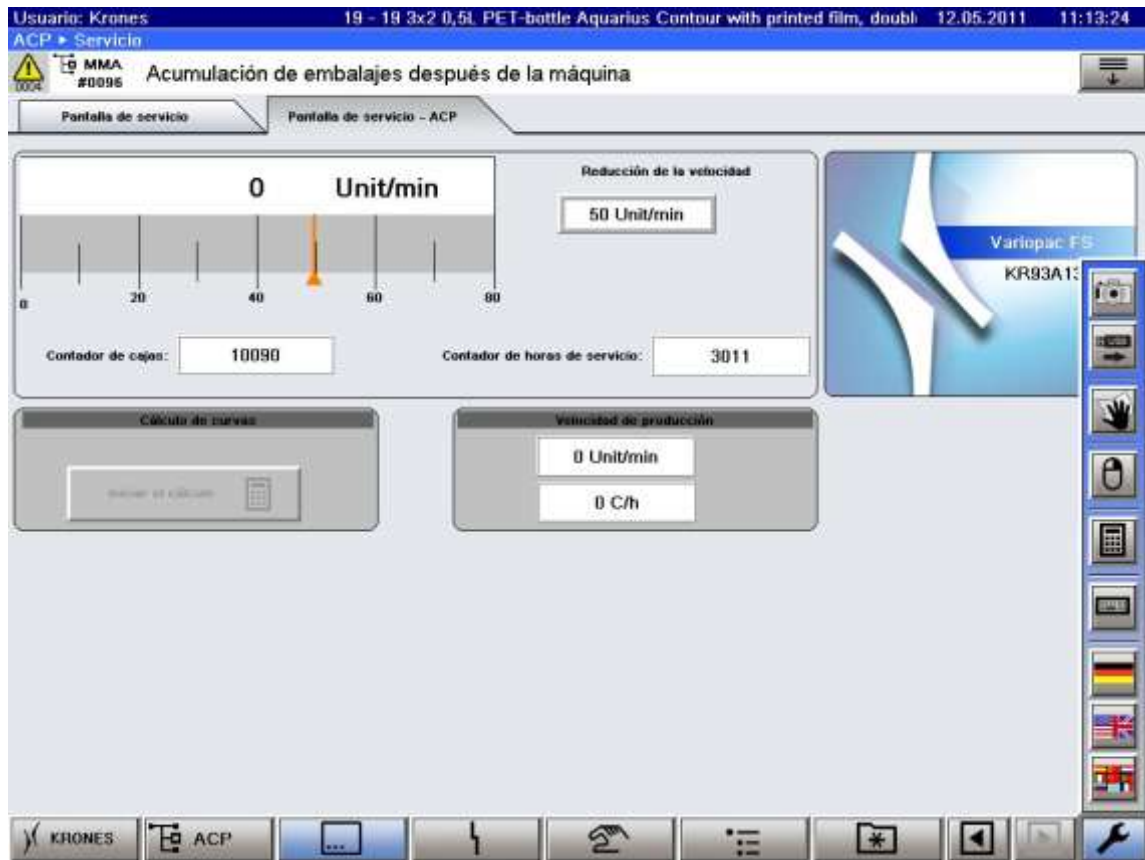 Usuario: Krones 19 - 19 3x2 0,5L PET-bottle Aquarius Contour with printed film, doubl 12.05.2011 11:13:24
ACP ▸ Servicio
0004 MMA #0096 Acumulación de embalajes después de la máquina
Pantalla de servicio Pantalla de servicio - ACP
0 Unit/min
Reducción de la velocidad
50 Unit/min
0 20 40 60 80
Contador de cajas: 10090 Contador de horas de servicio: 3011
Variopac FS
KR93A13
Cálculo de curvas Velocidad de producción
0 Unit/min
0 C/h
KRONES ACP